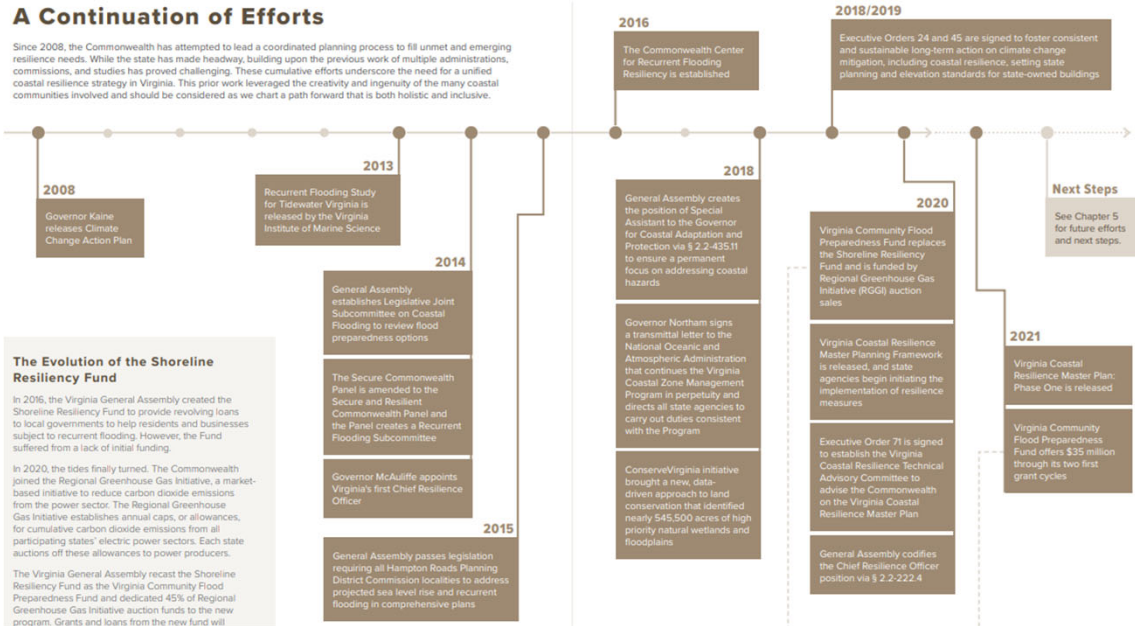 A Continuation of Efforts
Since 2008, the Commonwealth has attempted to lead a coordinated planning process to fill unmet and emerging
resilience needs. While the state has made headway, building upon the previous work of multiple administrations,
commissions, and studies has proved challenging. These cumulative efforts underscore the need for a unified
coastal resilience strategy in Virginia. This prior work leveraged the creativity and ingenuity of the many coastal
communities involved and should be considered as we chart a path forward that is both holistic and inclusive.
2008
Governor Kaine
releases Climate
Change Action Plan
2013
Recurrent Flooding Study
for Tidewater Virginia is
released by the Virginia
Institute of Marine Science
2014
General Assembly
establishes Legislative Joint
Subcommittee on Coastal
Flooding to review flood
preparedness options
The Secure Commonwealth
Panel is amended to the
Secure and Resilient
Commonwealth Panel and
the Panel creates a Recurrent
Flooding Subcommittee
Governor McAuliffe appoints
Virginia's first Chief Resilience
Officer
2015
General Assembly passes legislation
requiring all Hampton Roads Planning
District Commission localities to address
projected sea level rise and recurrent
flooding in comprehensive plans
2016
The Commonwealth Center
for Recurrent Flooding
Resiliency is established
2018
General Assembly creates
the position of Special
Assistant to the Governor
for Coastal Adaptation and
Protection via § 2.2-435.11
to ensure a permanent
focus on addressing coastal
hazards
Governor Northam signs
a transmittal letter to the
National Oceanic and
Atmospheric Administration
that continues the Virginia
Coastal Zone Management
Program in perpetuity and
directs all state agencies to
carry out duties consistent
with the Program
ConserveVirginia initiative
brought a new, data-
driven approach to land
conservation that identified
nearly 545,500 acres of high
priority natural wetlands and
floodplains
2018/2019
Executive Orders 24 and 45 are signed to foster consistent
and sustainable long-term action on climate change
mitigation, including coastal resilience, setting state
planning and elevation standards for state-owned buildings
2020
Virginia Community Flood
Preparedness Fund replaces
the Shoreline Resiliency
Fund and is funded by
Regional Greenhouse Gas
Initiative (RGGI) auction
sales
Virginia Coastal Resilience
Master Planning Framework
is released, and state
agencies begin initiating the
implementation of resilience
measures
Executive Order 71 is signed
to establish the Virginia
Coastal Resilience Technical
Advisory Committee to
advise the Commonwealth
on the Virginia Coastal
Resilience Master Plan
General Assembly codifies
the Chief Resilience Officer
position via § 2.2-222.4
2021
Virginia Coastal
Resilience Master Plan:
Phase One is released
Virginia Community
Flood Preparedness
Fund offers $35 million
through its two first
grant cycles
Next Steps
See Chapter 5
for future efforts
and next steps.
The Evolution of the Shoreline
Resiliency Fund
In 2016, the Virginia General Assembly created the
Shoreline Resiliency Fund to provide revolving loans
to local governments to help residents and businesses
subject to recurrent flooding. However, the Fund
suffered from a lack of initial funding.
In 2020, the tides finally turned. The Commonwealth
joined the Regional Greenhouse Gas Initiative, a market-
based initiative to reduce carbon dioxide emissions
from the power sector. The Regional Greenhouse
Gas Initiative establishes annual caps, or allowances,
for cumulative carbon dioxide emissions from all
participating states' electric power sectors. Each state
auctions off these allowances to power producers.
The Virginia General Assembly recast the Shoreline
Resiliency Fund as the Virginia Community Flood
Preparedness Fund and dedicated 45% of Regional
Greenhouse Gas Initiative auction funds to the new
program. Grants and loans from the new fund will